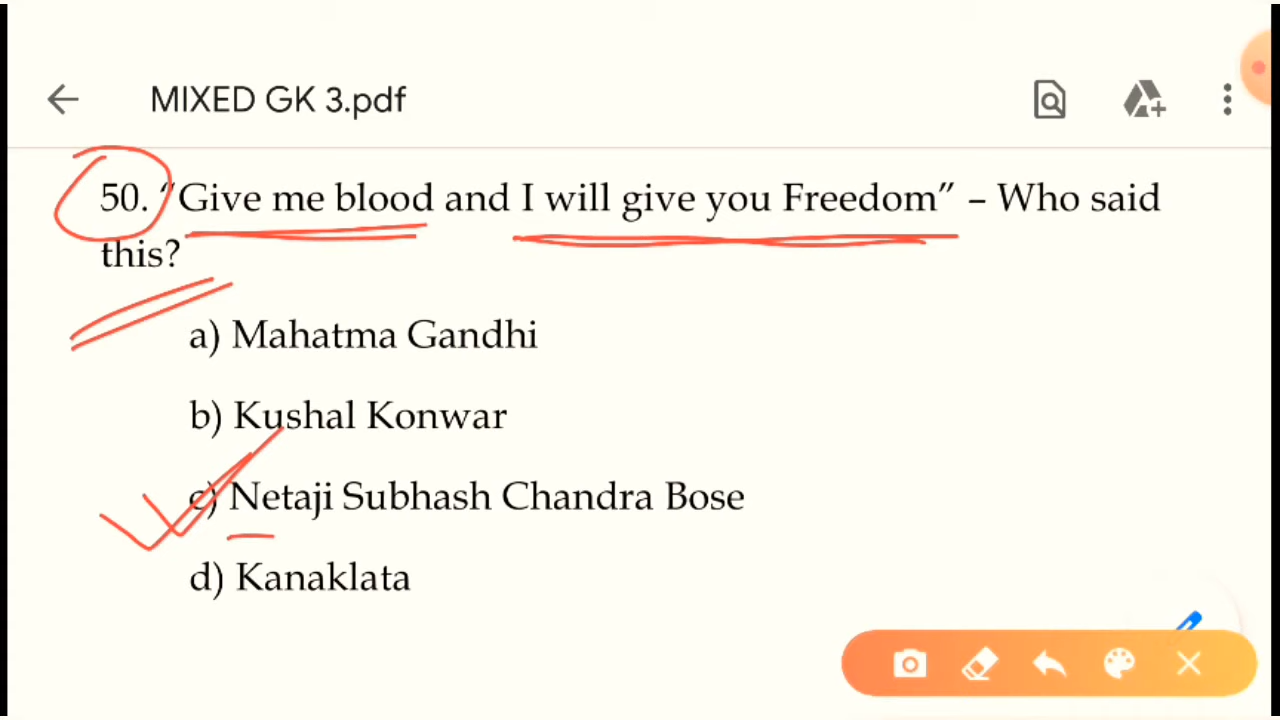 MIXED GK 3.pdf
50. “Give me blood and I will give you Freedom” – Who said
this?
a) Mahatma Gandhi
b) Kushal Konwar
c) Netaji Subhash Chandra Bose
d) Kanaklata